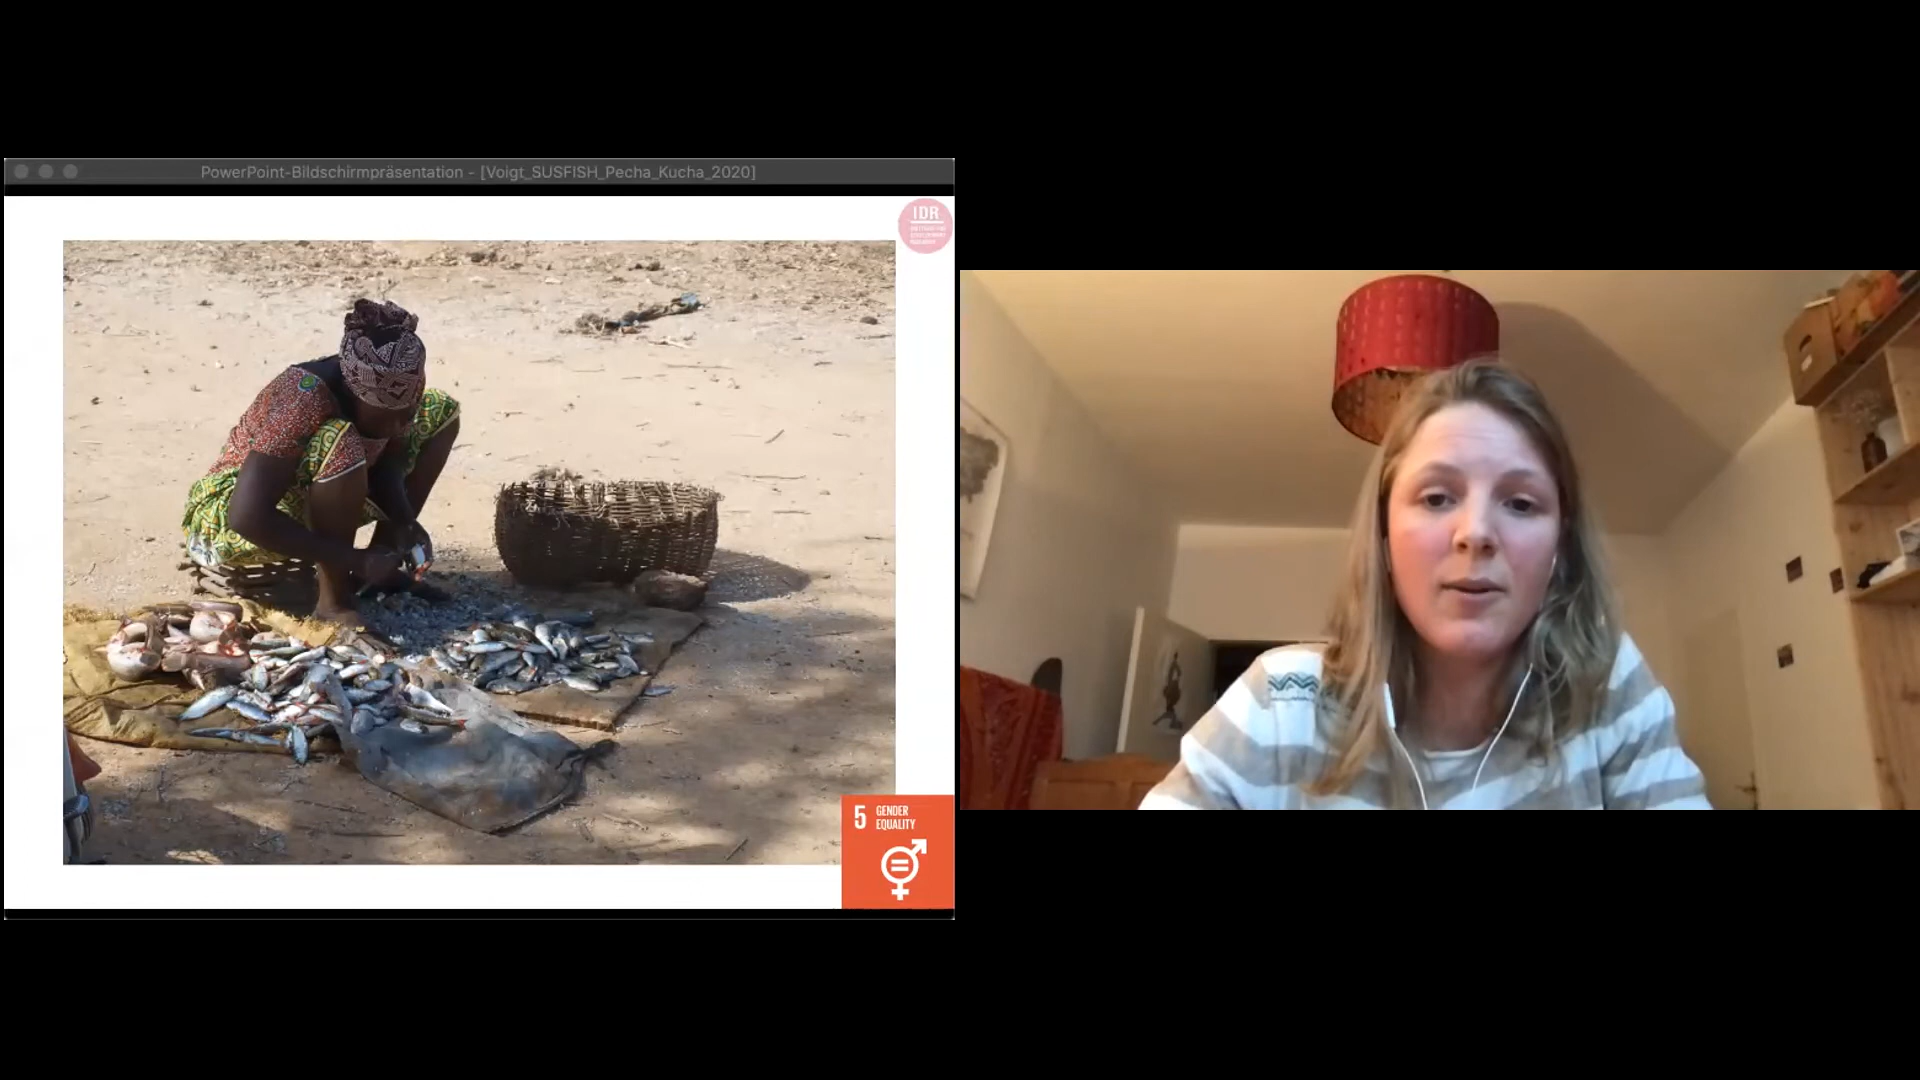 PowerPoint-Bildschirmpräsentation - [Voigt_SUSFISH_Pecha_Kucha_2020]
IDR
5 GENDER
EQUALITY